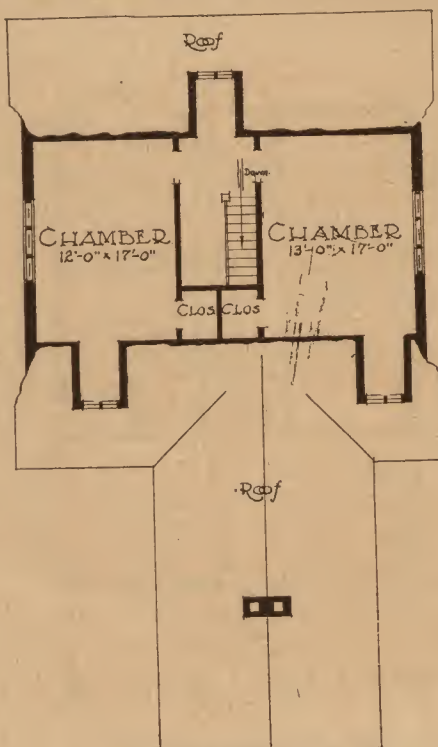 Roof
Down
CHAMBER
12'-0" x 17'-0"
CHAMBER
13'-0" x 17'-0"
CLOS
CLOS
Roof